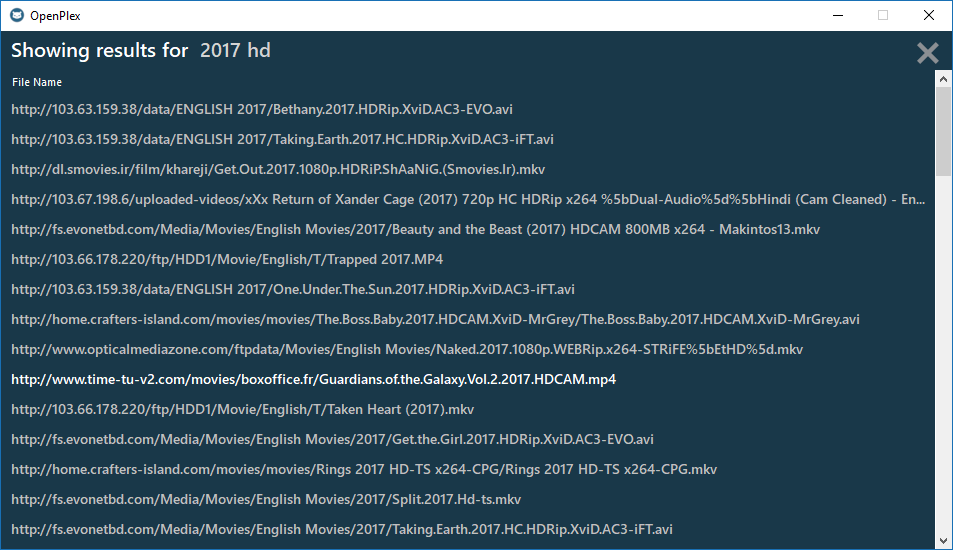 OpenPlex
Showing results for 2017 hd
File Name
http://103.63.159.38/data/ENGLISH 2017/Bethany.2017.HDRip.XviD.AC3-EVO.avi
http://103.63.159.38/data/ENGLISH 2017/Taking.Earth.2017.HC.HDRip.XviD.AC3-iFT.avi
http://dl.smovies.ir/film/khareji/Get.Out.2017.1080p.HDRiP.ShAaNiG.(Smovies.Ir).mkv
http://103.67.198.6/uploaded-videos/xXx Return of Xander Cage (2017) 720p HC HDRip x264 %5bDual-Audio%5d%5bHindi (Cam Cleaned) - En...
http://fs.evonetbd.com/Media/Movies/English Movies/2017/Beauty and the Beast (2017) HDCAM 800MB x264 - Makintos13.mkv
http://103.66.178.220/ftp/HDD1/Movie/English/T/Trapped 2017.MP4
http://103.63.159.38/data/ENGLISH 2017/One.Under.The.Sun.2017.HDRip.XviD.AC3-iFT.avi
http://home.crafters-island.com/movies/movies/The.Boss.Baby.2017.HDCAM.XviD-MrGrey/The.Boss.Baby.2017.HDCAM.XviD-MrGrey.avi
http://www.opticalmediazone.com/ftpdata/Movies/English Movies/Naked.2017.1080p.WEBRip.x264-STRiFE%5bEtHD%5d.mkv
http://www.time-tu-v2.com/movies/boxoffice.fr/Guardians.of.the.Galaxy.Vol.2.2017.HDCAM.mp4
http://103.66.178.220/ftp/HDD1/Movie/English/T/Taken Heart (2017).mkv
http://fs.evonetbd.com/Media/Movies/English Movies/2017/Get.the.Girl.2017.HDRip.XviD.AC3-EVO.avi
http://home.crafters-island.com/movies/movies/Rings 2017 HD-TS x264-CPG/Rings 2017 HD-TS x264-CPG.mkv
http://fs.evonetbd.com/Media/Movies/English Movies/2017/Split.2017.Hd-ts.mkv
http://fs.evonetbd.com/Media/Movies/English Movies/2017/Taking.Earth.2017.HC.HDRip.XviD.AC3-iFT.avi